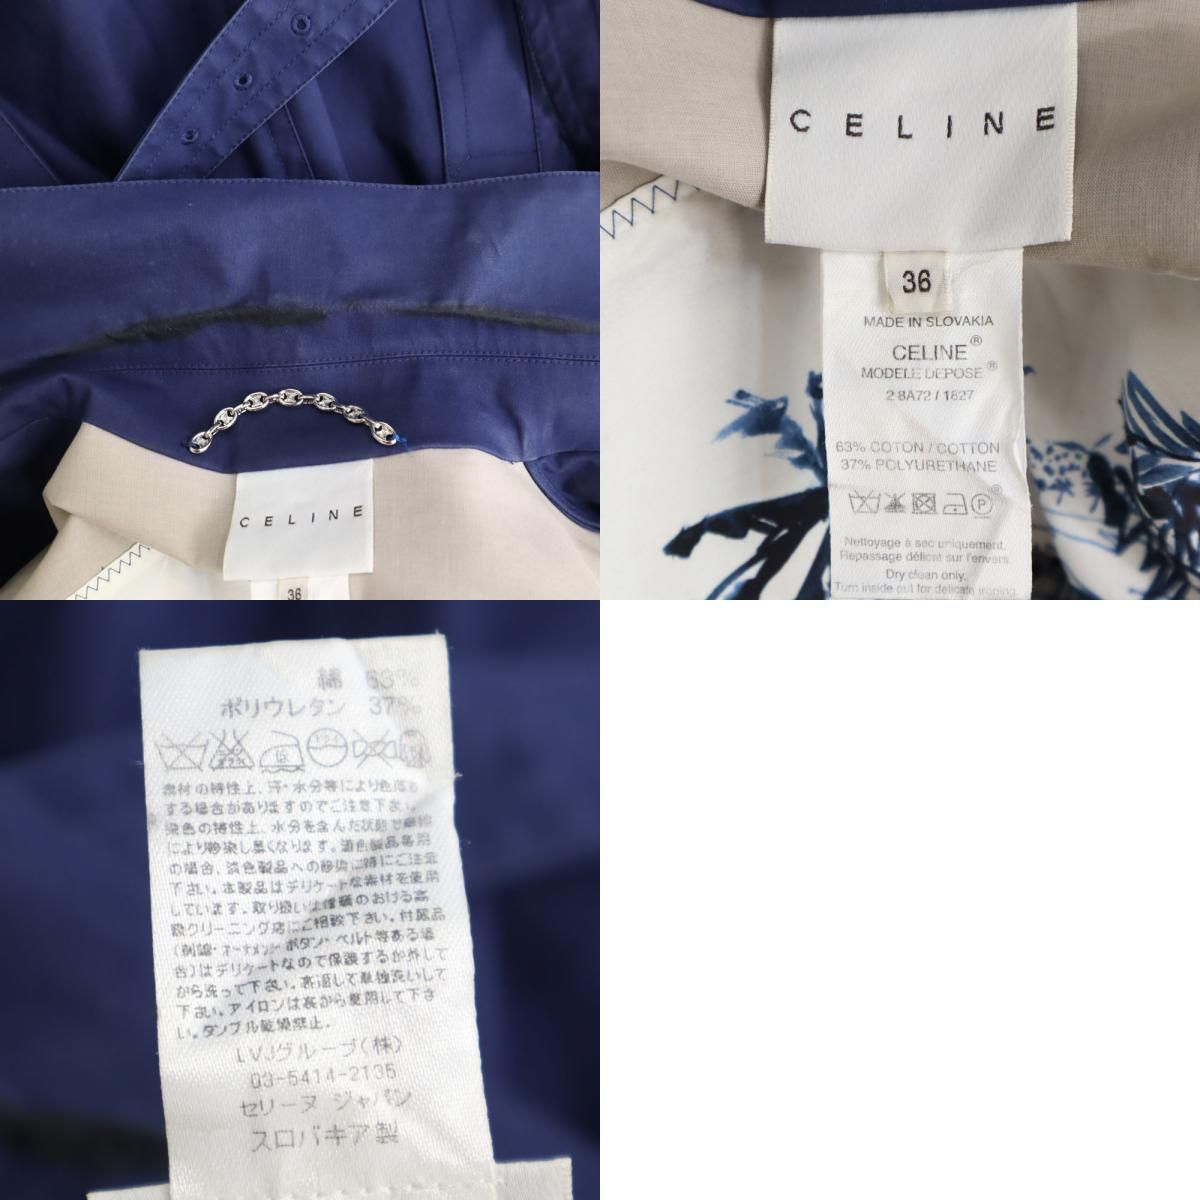 CELINE
36
CELINE
36
MADE IN SLOVAKIA
CELINE®
MODELE DEPOSE®
2 8A72 / 1827
63% COTON / COTTON
37% POLYURETHANE
P
Nettoyage à sec uniquement.
Repassage délicat sur l'envers.
Dry clean only.
Turn inside out for delicate ironing.
綿 63%
ポリウレタン 37%
低
素材の特性上、汗・水分等により色落ち
する場合がありますのでご注意下さい。
染色の特性上、水分を含んだ状態で摩擦
により移染し易くなります。濃色製品着用
の場合、淡色製品への移染に特にご注意
下さい。本製品はデリケートな素材を使用
しています。取り扱いは信頼のおける高
級クリーニング店にご相談下さい。付属品
(刺繍・オーナメント・ボタン・ベルト等ある場
合)はデリケートなので保護するか外して
から洗って下さい。裏返して単独洗いして
下さい。アイロンは裏から使用して下さ
い。タンブル乾燥禁止.
LVJグループ(株)
03-5414-2135
セリーヌ ジャパン
スロバキア製